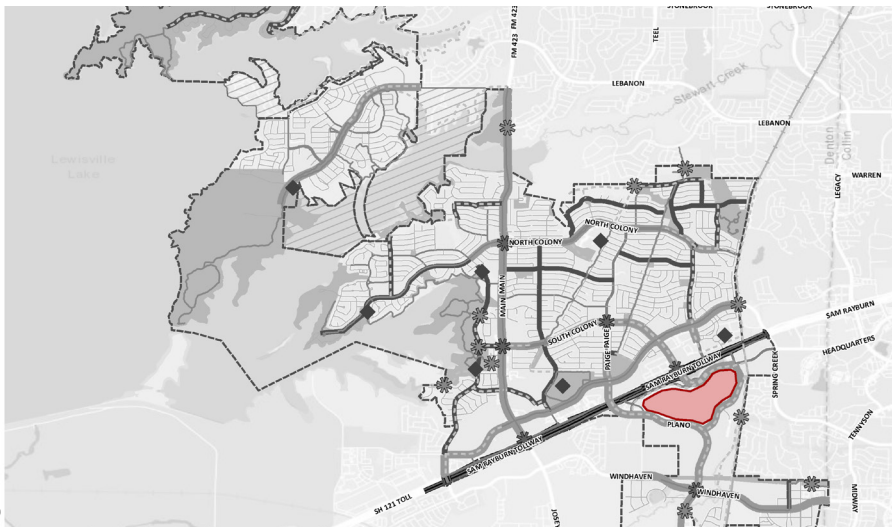 STONEBROOK
STONEBROOK
FM 423
FM 423
TEEL
LEBANON
Stewart Creek
LEBANON
Denton
Collin
Lewisville
Lake
WARREN
LEGACY
NORTH COLONY
NORTH COLONY
MAIN
MAIN
SOUTH COLONY
PAIGE
PAIGE
SAM RAYBURN
SAM RAYBURN TOLLWAY
HEADQUARTERS
SPRING CREEK
PLANO
TENNYSON
SAM RAYBURN TOLLWAY
WINDHAVEN
WINDHAVEN
MIDWAY
SH 121 TOLL
JOSEY